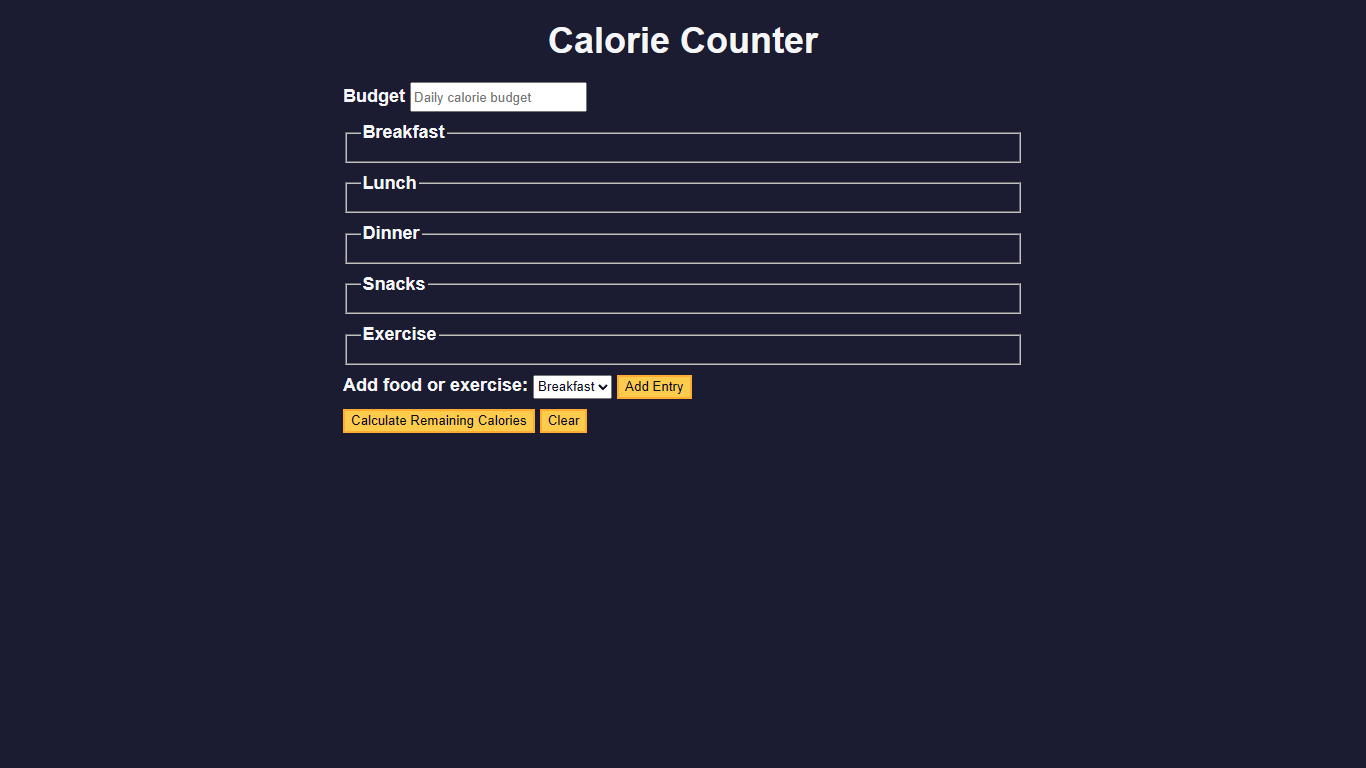 Calorie Counter
Budget Daily calorie budget
Breakfast
Lunch
Dinner
Snacks
Exercise
Add food or exercise: Breakfast Add Entry
Calculate Remaining Calories Clear